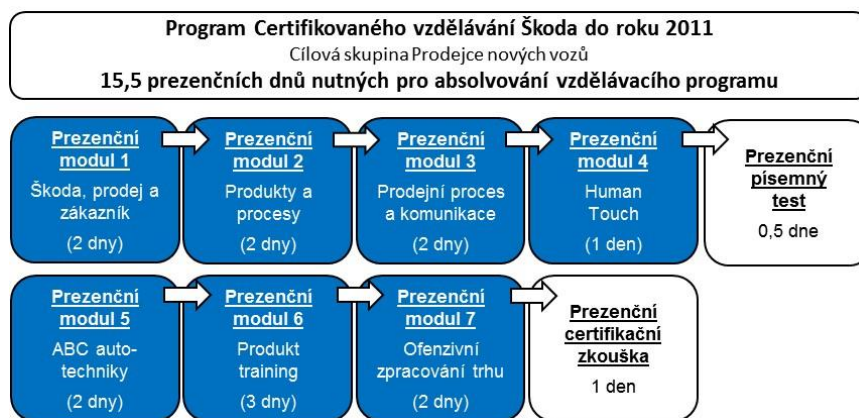 Program Certifikovaného vzdělávání Škoda do roku 2011
Cílová skupina Prodejce nových vozů
15,5 prezenčních dnů nutných pro absolvování vzdělávacího programu
Prezenční
modul 1
Škoda, prodej a
zákazník
(2 dny)
Prezenční
modul 2
Produkty a
procesy
(2 dny)
Prezenční
modul 3
Prodejní proces
a komunikace
(2 dny)
Prezenční
modul 4
Human
Touch
(1 den)
Prezenční
písemný
test
0,5 dne
Prezenční
modul 5
ABC auto-
techniky
(2 dny)
Prezenční
modul 6
Produkt
training
(3 dny)
Prezenční
modul 7
Ofenzivní
zpracování trhu
(2 dny)
Prezenční
certifikační
zkouška
1 den